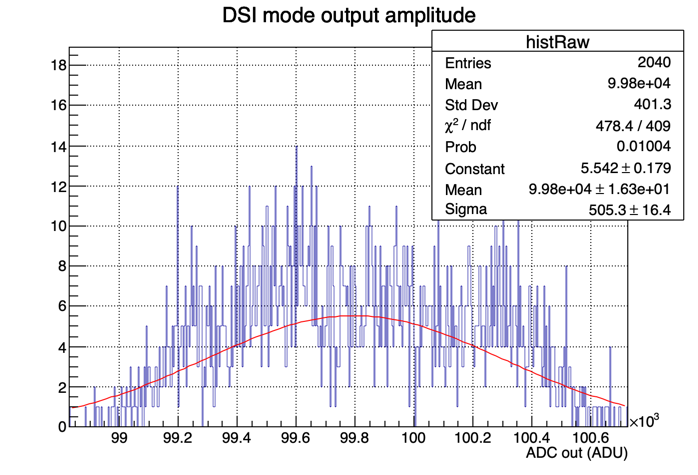 DSI mode output amplitude
histRaw
Entries 2040
Mean 9.98e+04
Std Dev 401.3
χ² / ndf 478.4 / 409
Prob 0.01004
Constant 5.542 ± 0.179
Mean 9.98e+04 ± 1.63e+01
Sigma 505.3 ± 16.4
18
16
14
12
10
8
6
4
2
0
99 99.2 99.4 99.6 99.8 100 100.2 100.4 100.6
×10³
ADC out (ADU)